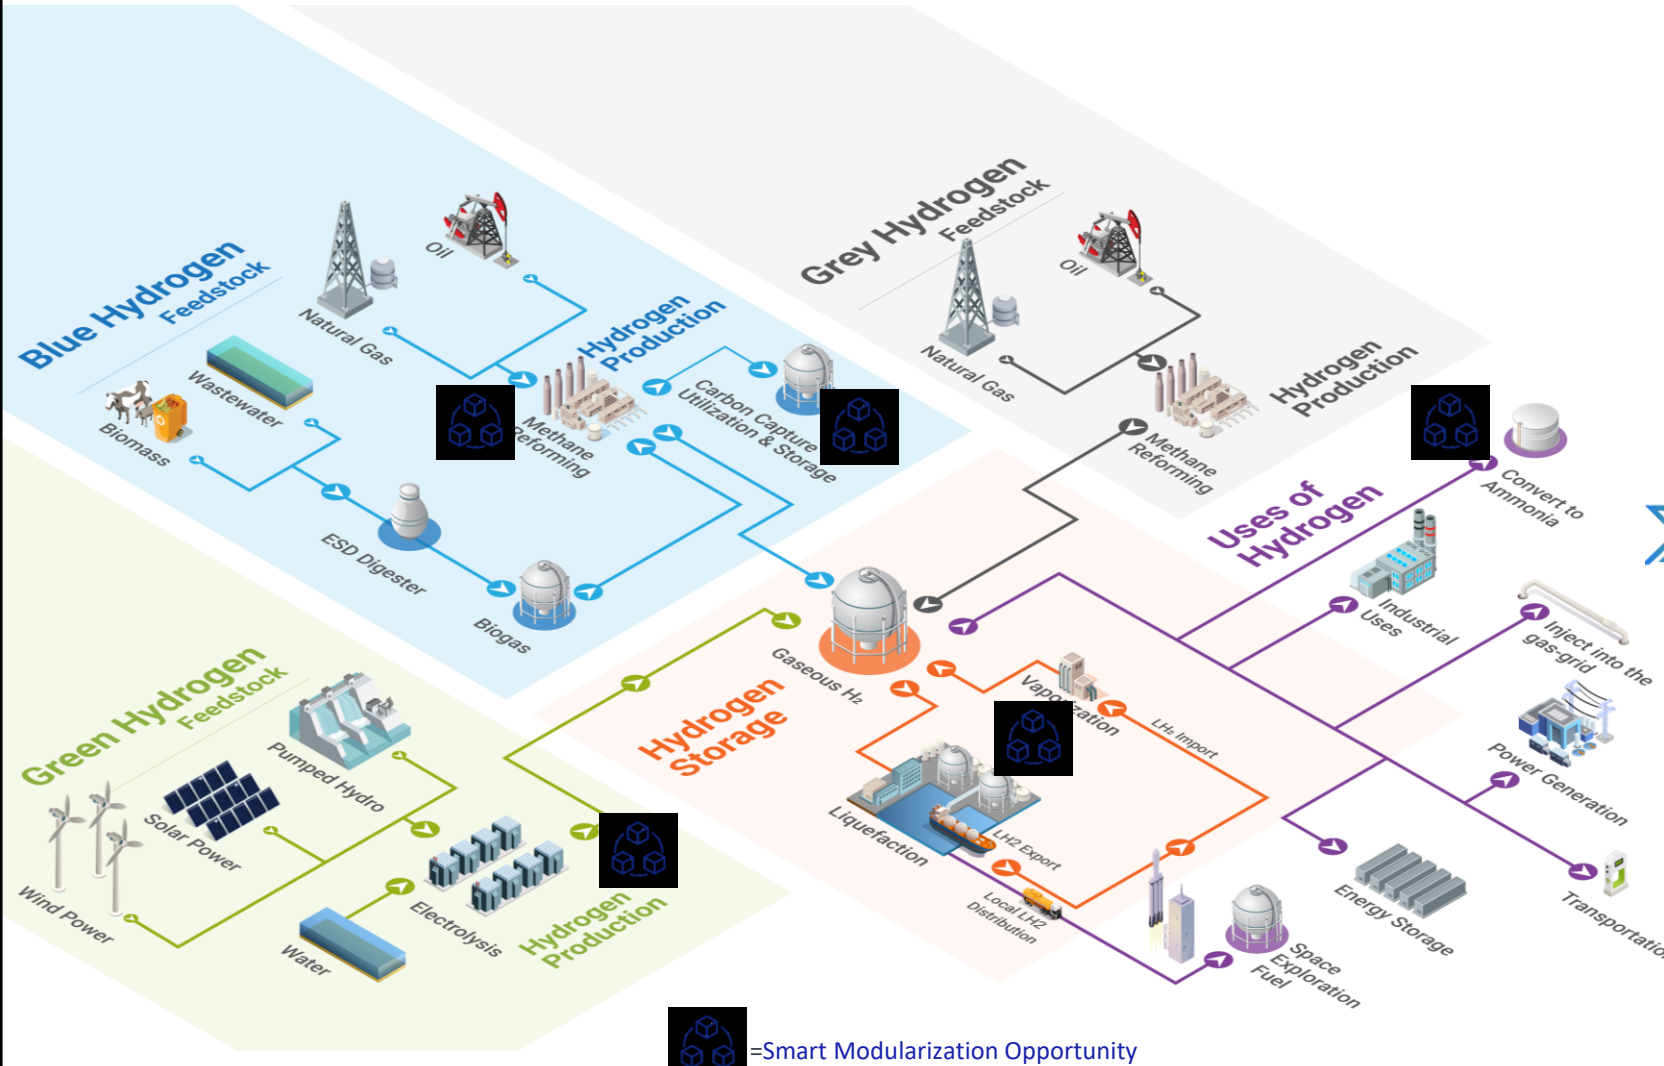 Blue Hydrogen
Feedstock
Oil
Natural Gas
Wastewater
Biomass
Hydrogen
Production
Methane
Reforming
Carbon Capture
Utilization &
Storage
ESD Digester
Biogas
Grey Hydrogen
Feedstock
Oil
Natural Gas
Hydrogen
Production
Methane
Reforming
Green Hydrogen
Feedstock
Pumped Hydro
Solar Power
Wind Power
Water
Electrolysis
Hydrogen
Production
Hydrogen
Storage
Gaseous H₂
Vaporization
LH₂ Import
Liquefaction
LH2 Export
Local LH2
Distribution
Uses of
Hydrogen
Convert to
Ammonia
Industrial
Uses
Inject into the
gas-grid
Power Generation
Transportation
Energy Storage
Space
Exploration
Fuel
=Smart Modularization Opportunity